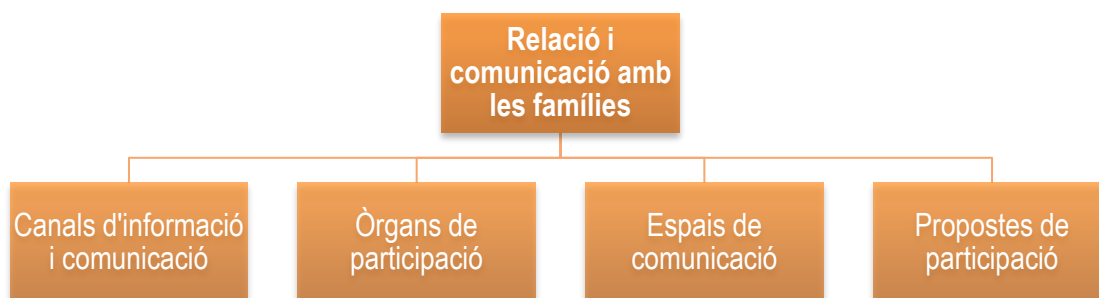 Relació i
comunicació amb
les famílies
Canals d'informació
i comunicació
Òrgans de
participació
Espais de
comunicació
Propostes de
participació